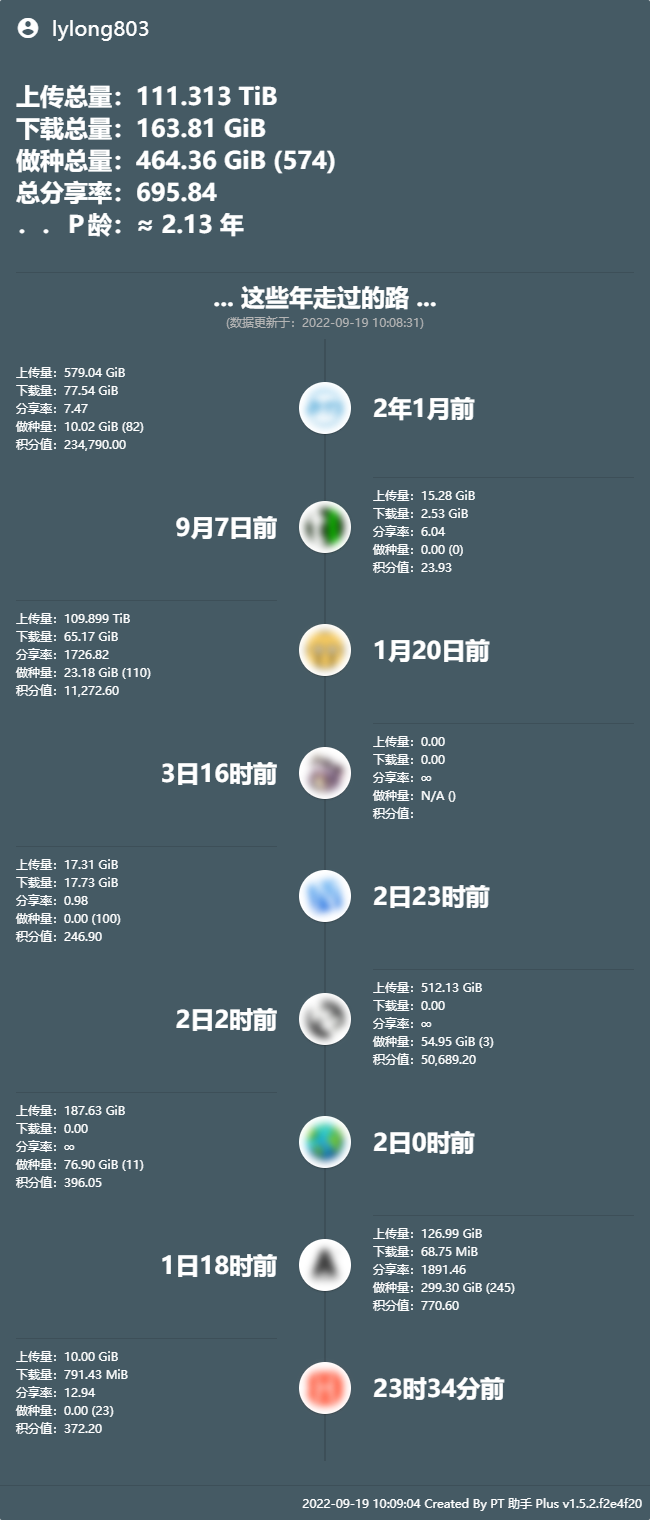 lylong803
上传总量：111.313 TiB
下载总量：163.81 GiB
做种总量：464.36 GiB (574)
总分享率：695.84
．．Ｐ龄：≈ 2.13 年
... 这些年走过的路 ...
(数据更新于：2022-09-19 10:08:31)
上传量：579.04 GiB
下载量：77.54 GiB
分享率：7.47
做种量：10.02 GiB (82)
积分值：234,790.00
2年1月前
9月7日前
上传量：15.28 GiB
下载量：2.53 GiB
分享率：6.04
做种量：0.00 (0)
积分值：23.93
上传量：109.899 TiB
下载量：65.17 GiB
分享率：1726.82
做种量：23.18 GiB (110)
积分值：11,272.60
1月20日前
3日16时前
上传量：0.00
下载量：0.00
分享率：∞
做种量：N/A ()
积分值：
上传量：17.31 GiB
下载量：17.73 GiB
分享率：0.98
做种量：0.00 (100)
积分值：246.90
2日23时前
2日2时前
上传量：512.13 GiB
下载量：0.00
分享率：∞
做种量：54.95 GiB (3)
积分值：50,689.20
上传量：187.63 GiB
下载量：0.00
分享率：∞
做种量：76.90 GiB (11)
积分值：396.05
2日0时前
1日18时前
上传量：126.99 GiB
下载量：68.75 MiB
分享率：1891.46
做种量：299.30 GiB (245)
积分值：770.60
上传量：10.00 GiB
下载量：791.43 MiB
分享率：12.94
做种量：0.00 (23)
积分值：372.20
23时34分前
2022-09-19 10:09:04 Created By PT 助手 Plus v1.5.2.f2e4f20